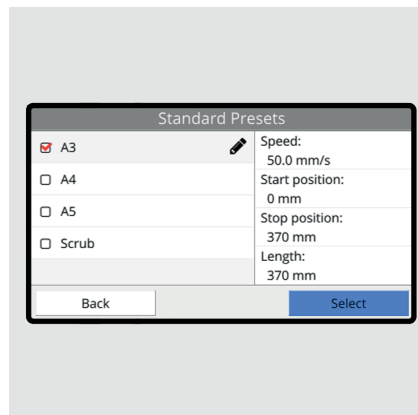 Standard Presets
A3
A4
A5
Scrub
Speed:
50.0 mm/s
Start position:
0 mm
Stop position:
370 mm
Length:
370 mm
Back
Select